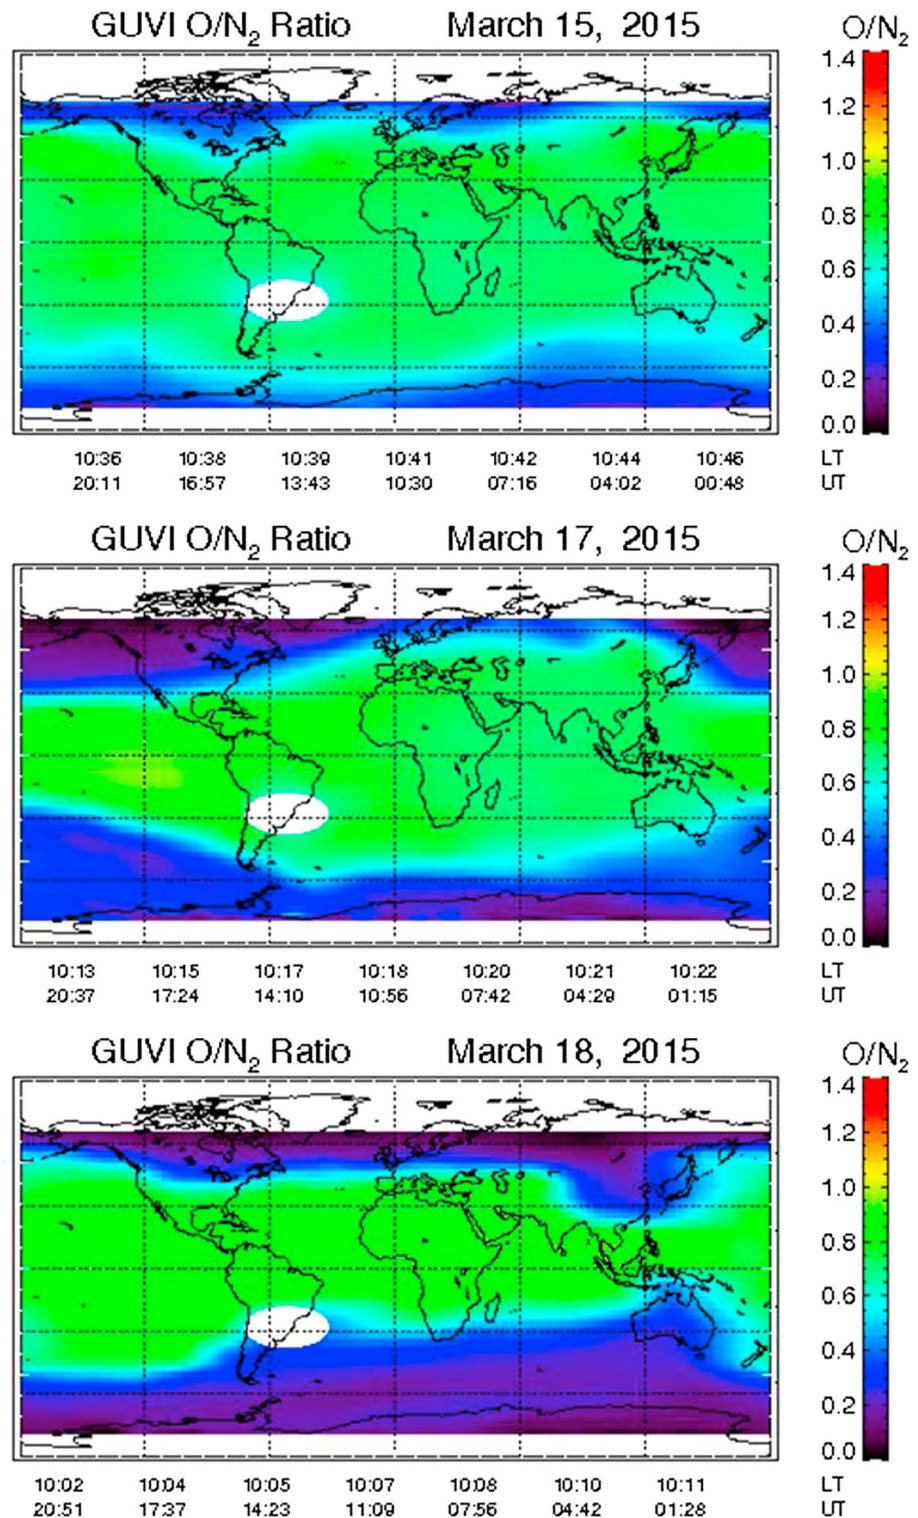 GUVI O/N2 Ratio March 15, 2015 O/N2
1.4
1.2
1.0
0.8
0.6
0.4
0.2
0.0
10:36 10:38 10:39 10:41 10:42 10:44 10:46 LT
20:11 16:57 13:43 10:30 07:16 04:02 00:48 UT
GUVI O/N2 Ratio March 17, 2015 O/N2
1.4
1.2
1.0
0.8
0.6
0.4
0.2
0.0
10:13 10:15 10:17 10:18 10:20 10:21 10:22 LT
20:37 17:24 14:10 10:56 07:42 04:29 01:15 UT
GUVI O/N2 Ratio March 18, 2015 O/N2
1.4
1.2
1.0
0.8
0.6
0.4
0.2
0.0
10:02 10:04 10:05 10:07 10:08 10:10 10:11 LT
20:51 17:37 14:23 11:09 07:56 04:42 01:28 UT